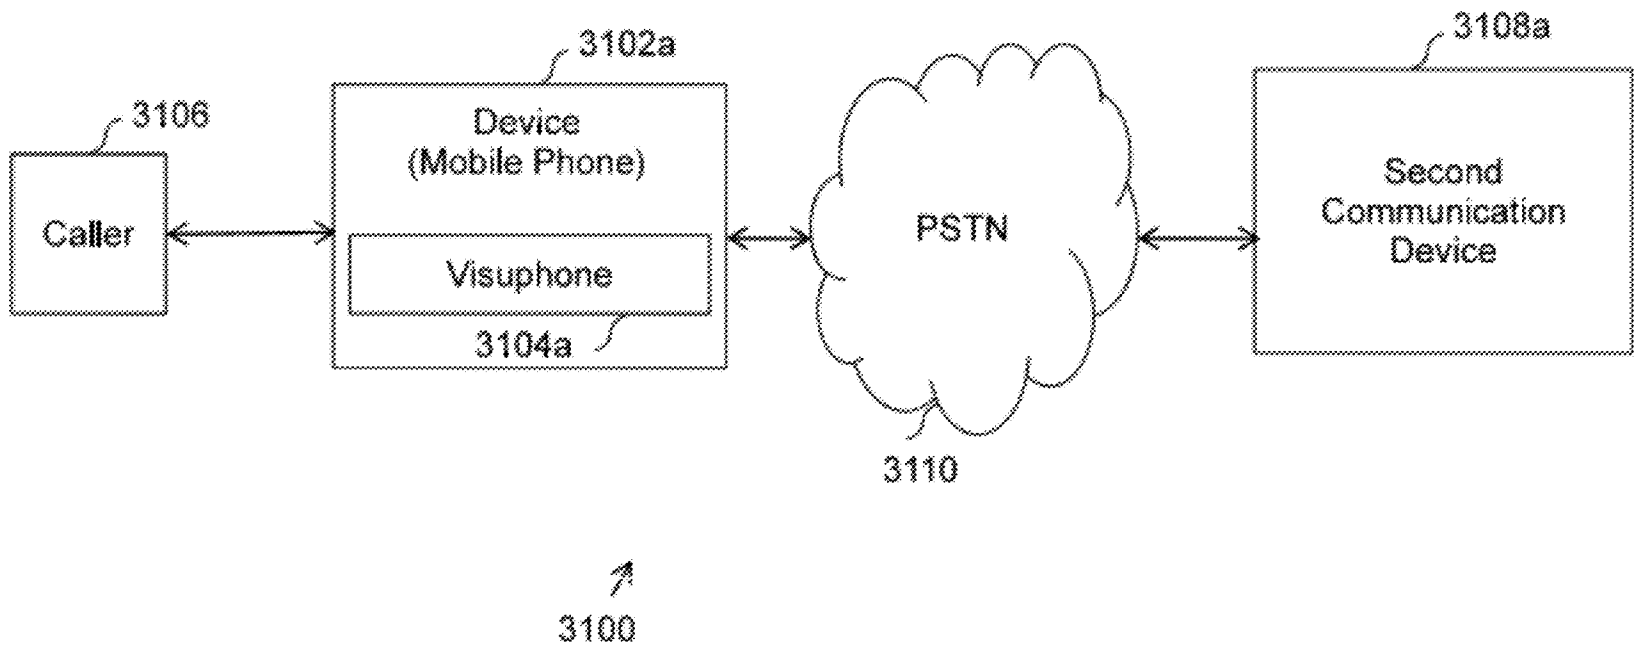 3108a
3102a
3106
Device
(Mobile Phone)
Second
Communication
Device
Caller
PSTN
Visuphone
3104a
3110
3100